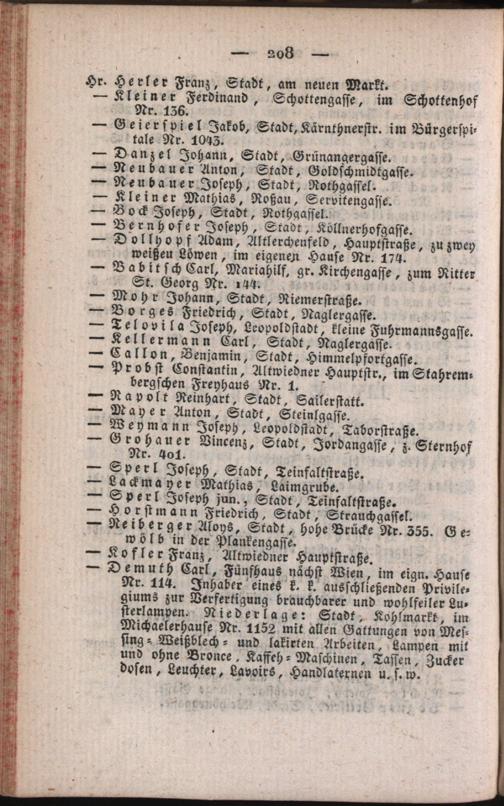 — 208 —
Hr. Herler Franz, Stadt, am neuen Markt.
— Kleiner Ferdinand, Schottengasse, im Schottenhof
Nr. 136.
— Geierspiel Jakob, Stadt, Kärnthnerstr. im Bürgerspi-
tale Nr. 1043.
— Danzel Johann, Stadt, Grünangergasse.
— Neubauer Anton, Stadt, Goldschmidtgasse.
— Neubauer Joseph, Stadt, Rothgassel.
— Kleiner Mathias, Roßau, Servitengasse.
— Bock Joseph, Stadt, Rothgassel.
— Bernhofer Joseph, Stadt, Köllnerhofgasse.
— Dollhopf Adam, Altlerchenfeld, Hauptstraße, zu zwey
weißen Löwen, im eigenen Hause Nr. 174.
— Babitsch Carl, Mariahilf, gr. Kirchengasse, zum Ritter
St. Georg Nr. 144.
— Mohr Johann, Stadt, Riemerstraße.
— Borges Friedrich, Stadt, Naglergasse.
— Telovila Joseph, Leopoldstadt, kleine Fuhrmannsgasse.
— Kellermann Carl, Stadt, Naglergasse.
— Callon, Benjamin, Stadt, Himmelpfortgasse.
— Probst Constantin, Altwiedner Hauptstr., im Stahrem-
bergschen Freyhaus Nr. 1.
— Rapolt Reinhart, Stadt, Sailerstatt.
— Mayer Anton, Stadt, Steinlgasse.
— Weymann Joseph, Leopoldstadt, Taborstraße.
— Grohauer Vincenz, Stadt, Jordangasse, z. Sternhof
Nr. 401.
— Sperl Joseph, Stadt, Teinfaltstraße.
— Lackmayer Mathias, Laimgrube.
— Sperl Joseph jun., Stadt, Teinfaltstraße.
— Horstmann Friedrich, Stadt, Strauchgassel.
— Reiberger Aloys, Stadt, hohe Brücke Nr. 355. Ge-
wölb in der Plankengasse.
— Kofler Franz, Altwiedner Hauptstraße.
— Demuth Carl, Fünfhaus nächst Wien, im eign. Hause
Nr. 114. Inhaber eines k. k. ausschließenden Privile-
giums zur Verfertigung brauchbarer und wohlfeiler Lu-
sterlampen. Niederlage: Stadt, Kohlmarkt, im
Michaelerhause Nr. 1152 mit allen Gattungen von Mes-
sing- Weißblech- und lakirten Arbeiten, Lampen mit
und ohne Bronce, Kaffeh-Maschinen, Tassen, Zucker
dosen, Leuchter, Lavoirs, Handlaternen u. s. w.